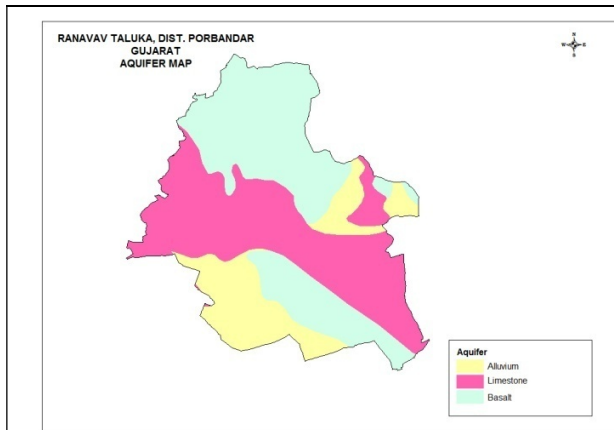 RANAVAV TALUKA, DIST. PORBANDAR
GUJARAT
AQUIFER MAP
N
W E
S
Aquifer
Alluvium
Limestone
Basalt